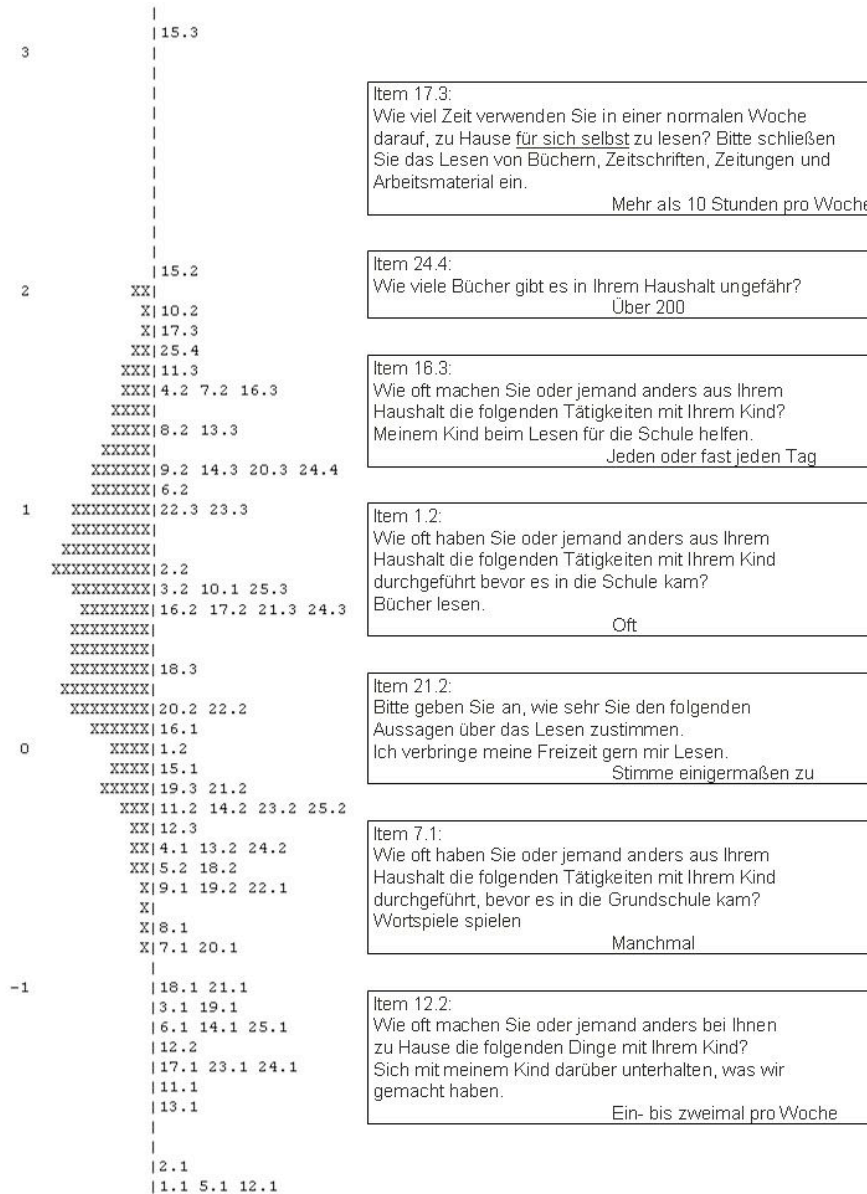 |
|15.3
3 |
|
|
|
|
|
|
|
|
|15.2
2 XX|
X|10.2
X|17.3
XX|25.4
XXX|11.3
XXX|4.2 7.2 16.3
XXXX|
XXXX|8.2 13.3
XXXXX|
XXXXXX|9.2 14.3 20.3 24.4
XXXXXX|6.2
1 XXXXXXXX|22.3 23.3
XXXXXXXX|
XXXXXXXXX|
XXXXXXXXXX|2.2
XXXXXXXX|3.2 10.1 25.3
XXXXXXX|16.2 17.2 21.3 24.3
XXXXXXXX|
XXXXXXXX|
XXXXXXXX|18.3
XXXXXXXXX|
XXXXXXXX|20.2 22.2
XXXXXX|16.1
0 XXXX|1.2
XXXX|15.1
XXXXX|19.3 21.2
XXX|11.2 14.2 23.2 25.2
XX|12.3
XX|4.1 13.2 24.2
XX|5.2 18.2
X|9.1 19.2 22.1
X|
X|8.1
X|7.1 20.1
|
-1 |18.1 21.1
|3.1 19.1
|6.1 14.1 25.1
|12.2
|17.1 23.1 24.1
|11.1
|13.1
|
|
|2.1
|1.1 5.1 12.1
Item 17.3:
Wie viel Zeit verwenden Sie in einer normalen Woche
darauf, zu Hause für sich selbst zu lesen? Bitte schließen
Sie das Lesen von Büchern, Zeitschriften, Zeitungen und
Arbeitsmaterial ein.
Mehr als 10 Stunden pro Woche
Item 24.4:
Wie viele Bücher gibt es in Ihrem Haushalt ungefähr?
Über 200
Item 16.3:
Wie oft machen Sie oder jemand anders aus Ihrem
Haushalt die folgenden Tätigkeiten mit Ihrem Kind?
Meinem Kind beim Lesen für die Schule helfen.
Jeden oder fast jeden Tag
Item 1.2:
Wie oft haben Sie oder jemand anders aus Ihrem
Haushalt die folgenden Tätigkeiten mit Ihrem Kind
durchgeführt bevor es in die Schule kam?
Bücher lesen.
Oft
Item 21.2:
Bitte geben Sie an, wie sehr Sie den folgenden
Aussagen über das Lesen zustimmen.
Ich verbringe meine Freizeit gern mir Lesen.
Stimme einigermaßen zu
Item 7.1:
Wie oft haben Sie oder jemand anders aus Ihrem
Haushalt die folgenden Tätigkeiten mit Ihrem Kind
durchgeführt, bevor es in die Grundschule kam?
Wortspiele spielen
Manchmal
Item 12.2:
Wie oft machen Sie oder jemand anders bei Ihnen
zu Hause die folgenden Dinge mit Ihrem Kind?
Sich mit meinem Kind darüber unterhalten, was wir
gemacht haben.
Ein- bis zweimal pro Woche